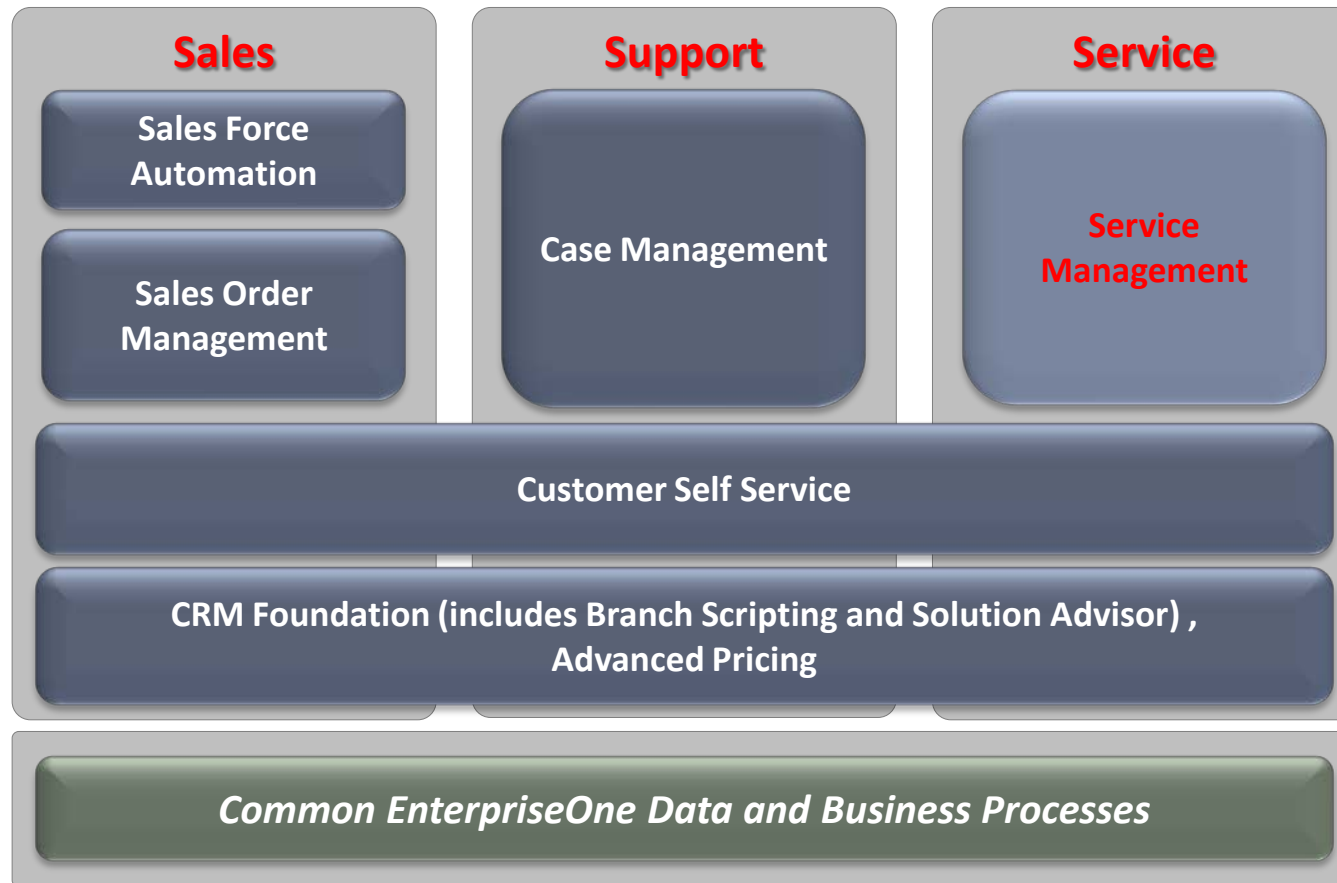 Sales
Support
Service
Sales Force
Automation
Sales Order
Management
Case Management
Service
Management
Customer Self Service
CRM Foundation (includes Branch Scripting and Solution Advisor) ,
Advanced Pricing
Common EnterpriseOne Data and Business Processes